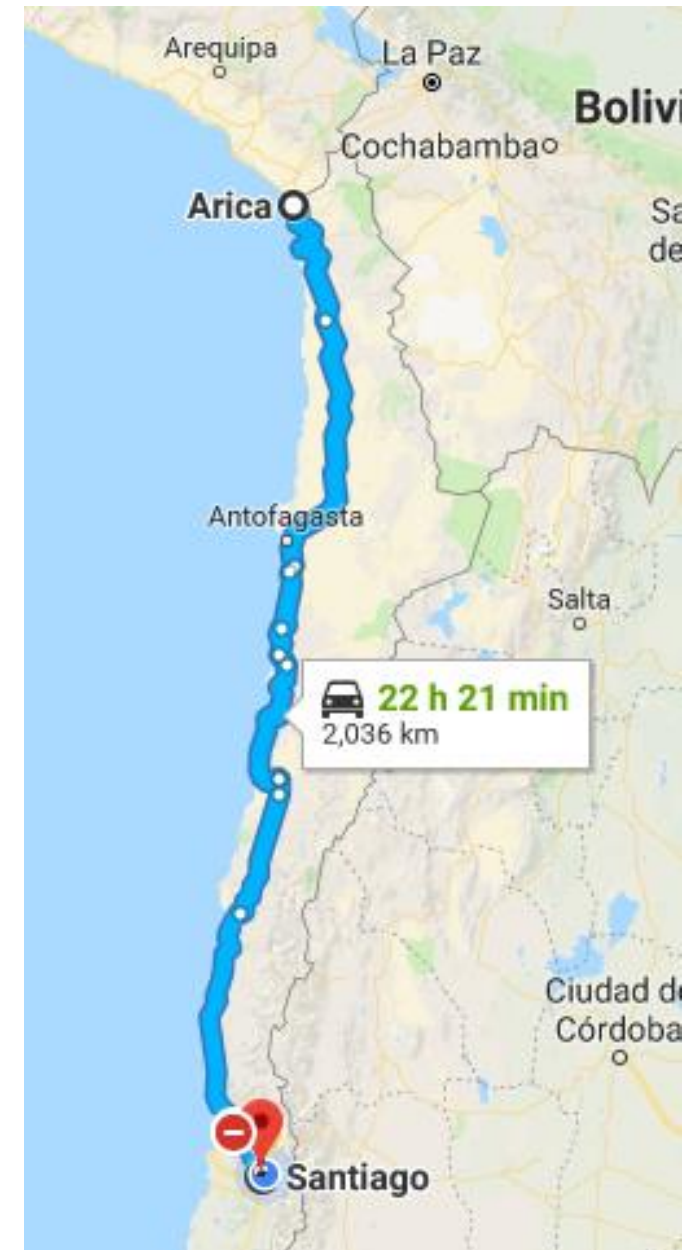 Arequipa
La Paz
Bolivi
Cochabamba
Arica
Sa
de
Antofagasta
Salta
22 h 21 min
2,036 km
Ciudad de
Córdoba
Santiago